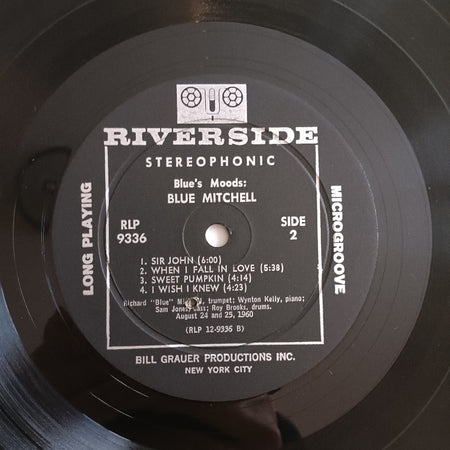 RIVERSIDE
STEREOPHONIC
Blue's Moods:
BLUE MITCHELL
RLP
9336
SIDE
2
LONG PLAYING
MICROGROOVE
1. SIR JOHN (6:00)
2. WHEN I FALL IN LOVE (5:38)
3. SWEET PUMPKIN (4:14)
4. I WISH I KNEW (4:23)
Richard "Blue" trumpet; Wynton Kelly, piano;
Sam Jones, Roy Brooks, drums.
August 24 and 25, 1960
(RLP 12-9336 B)
BILL GRAUER PRODUCTIONS INC.
NEW YORK CITY